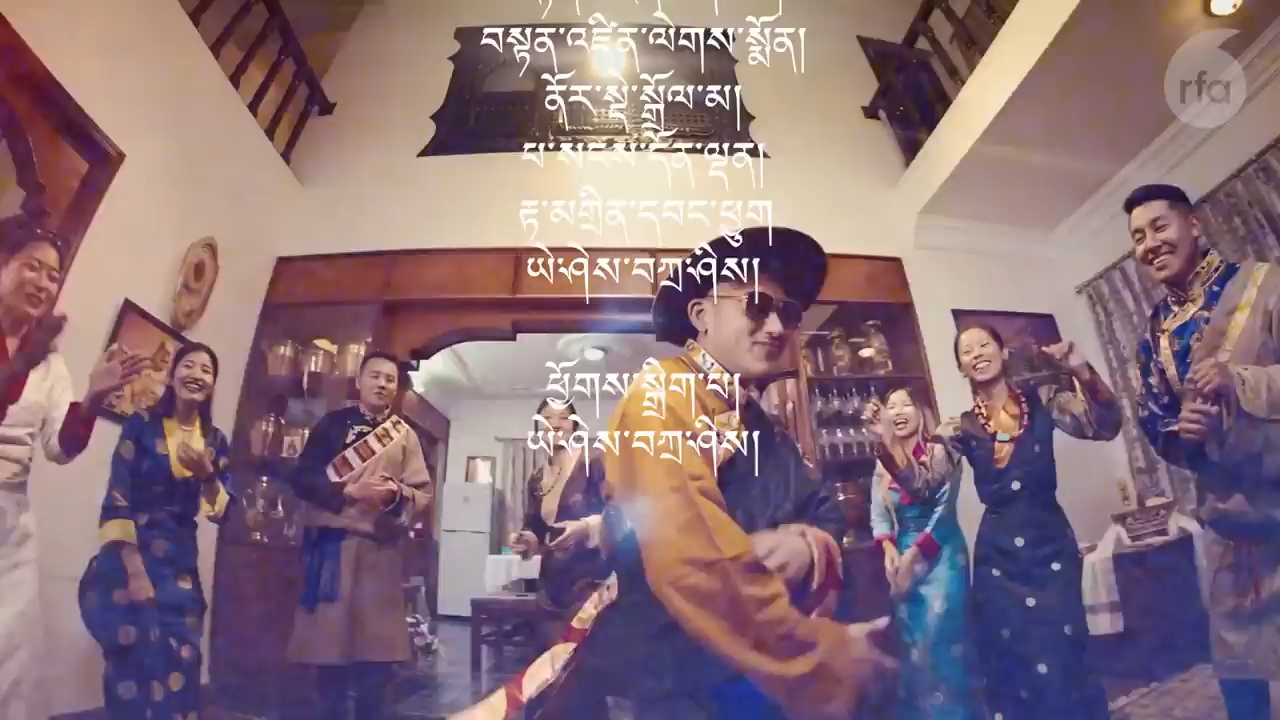 བསྟན་འཛིན་ལེགས་སྨོན།
ནོར་སྡེ་སྒྲོལ་མ།
པ་སངས་དོན་ལྡན།
རྟ་མགྲིན་དབང་ཕྱུག
ཡེ་ཤེས་བཀྲ་ཤིས།
ཕྱོགས་སྒྲིག་པ།
ཡེ་ཤེས་བཀྲ་ཤིས།
rfa